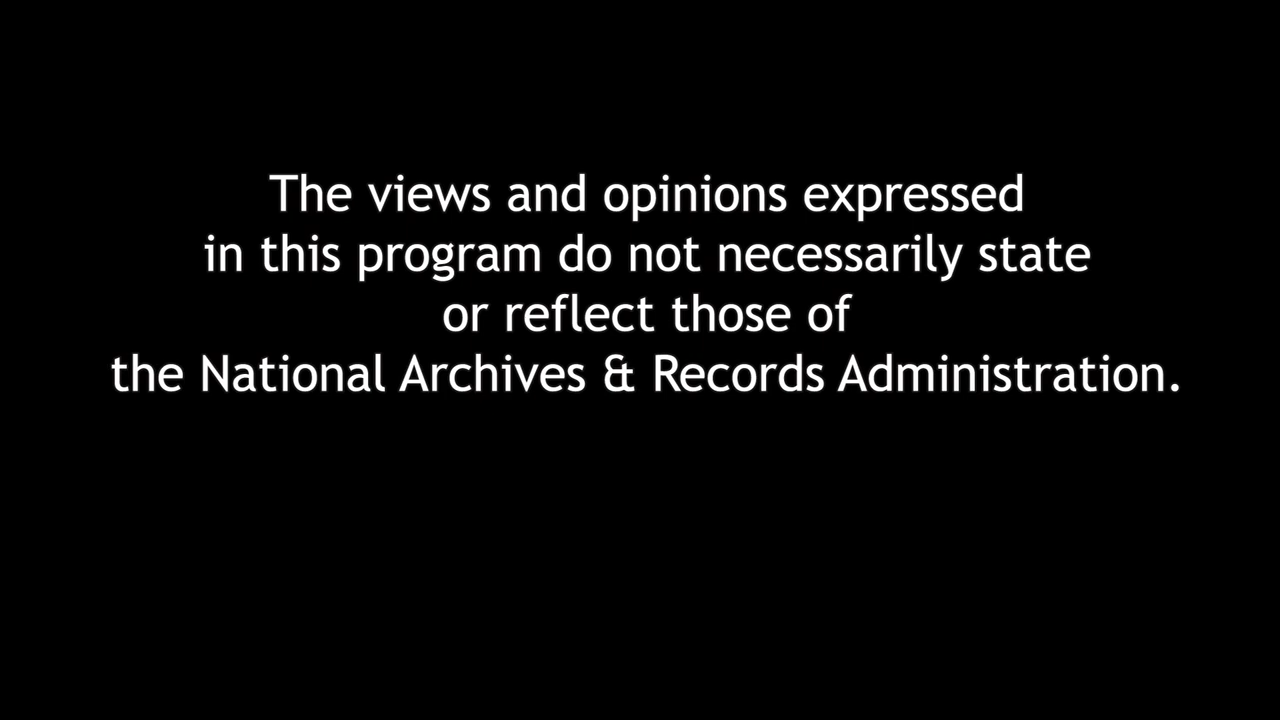 The views and opinions expressed
in this program do not necessarily state
or reflect those of
the National Archives & Records Administration.